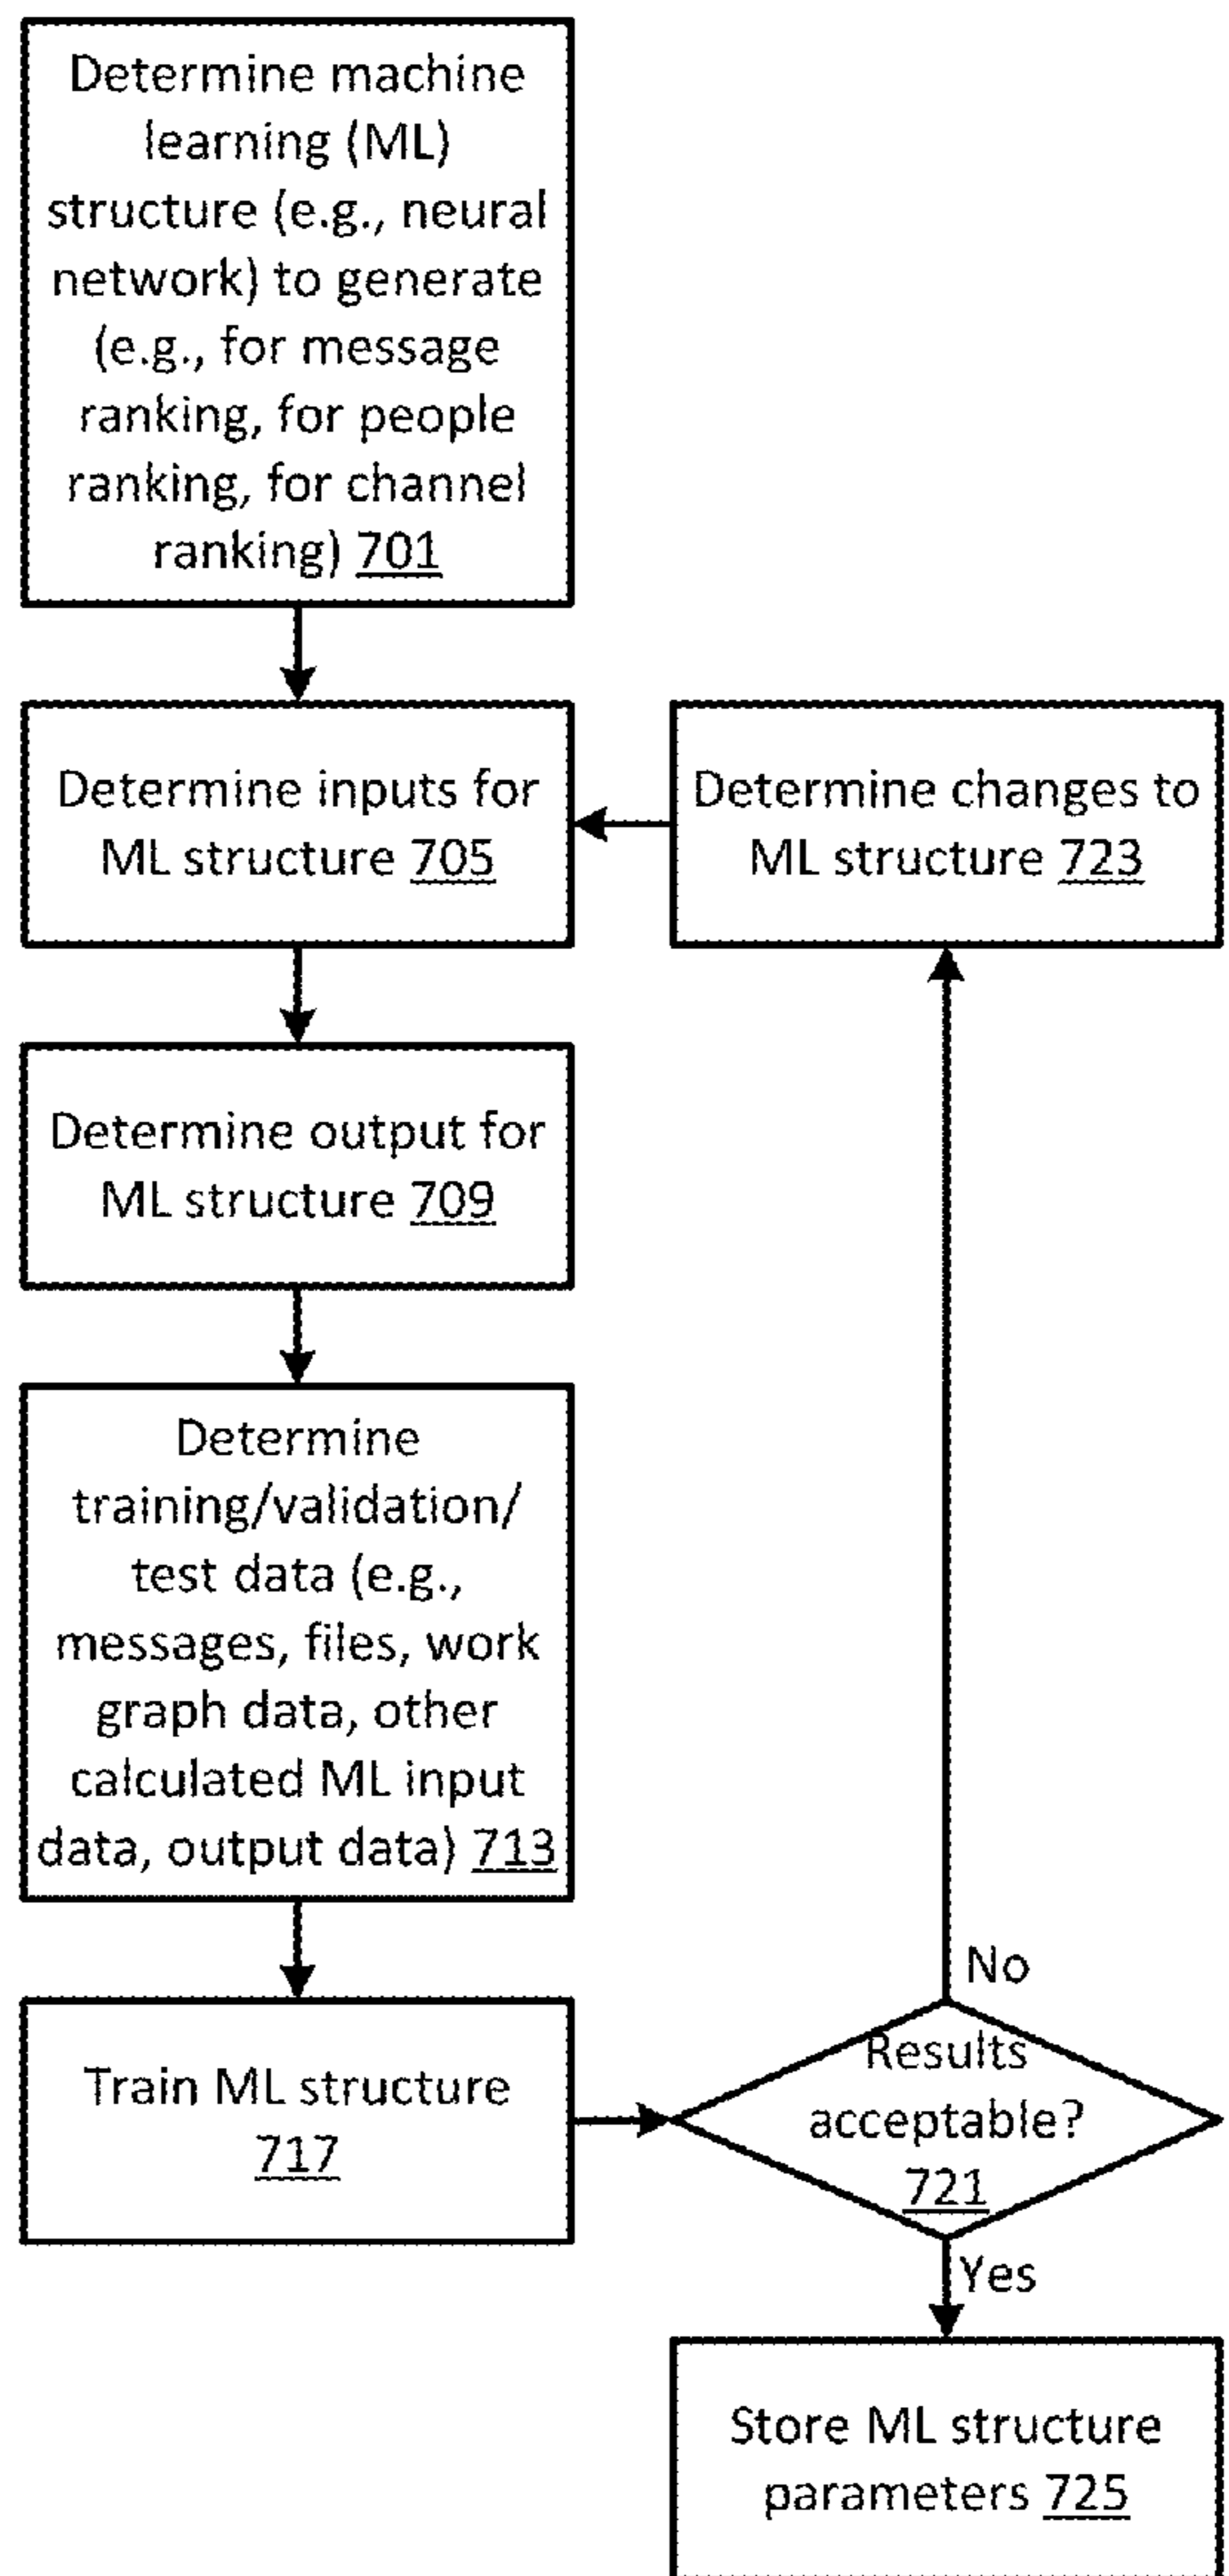 Determine machine
learning (ML)
structure (e.g., neural
network) to generate
(e.g., for message
ranking, for people
ranking, for channel
ranking) 701
Determine inputs for
ML structure 705
Determine changes to
ML structure 723
Determine output for
ML structure 709
Determine
training/validation/
test data (e.g.,
messages, files, work
graph data, other
calculated ML input
data, output data) 713
Train ML structure
717
No
Results
acceptable?
721
Yes
Store ML structure
parameters 725